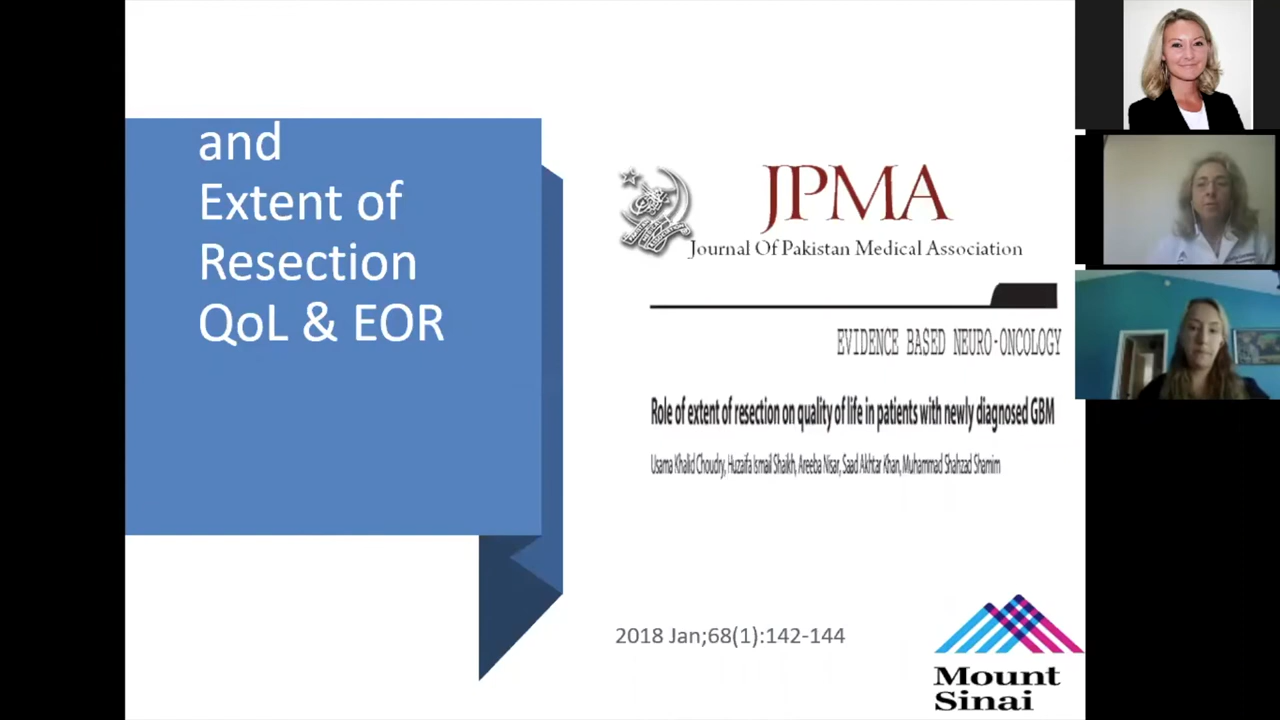 and
Extent of
Resection
QoL & EOR
JPMA
Journal Of Pakistan Medical Association
EVIDENCE BASED NEURO-ONCOLOGY
Role of extent of resection on quality of life in patients with newly diagnosed GBM
Usama Khalid Choudry, Huzaifa Ismail Shaikh, Areeba Nisar, Saad Akhtar Khan, Muhammad Shahzad Shamim
2018 Jan;68(1):142-144
Mount
Sinai